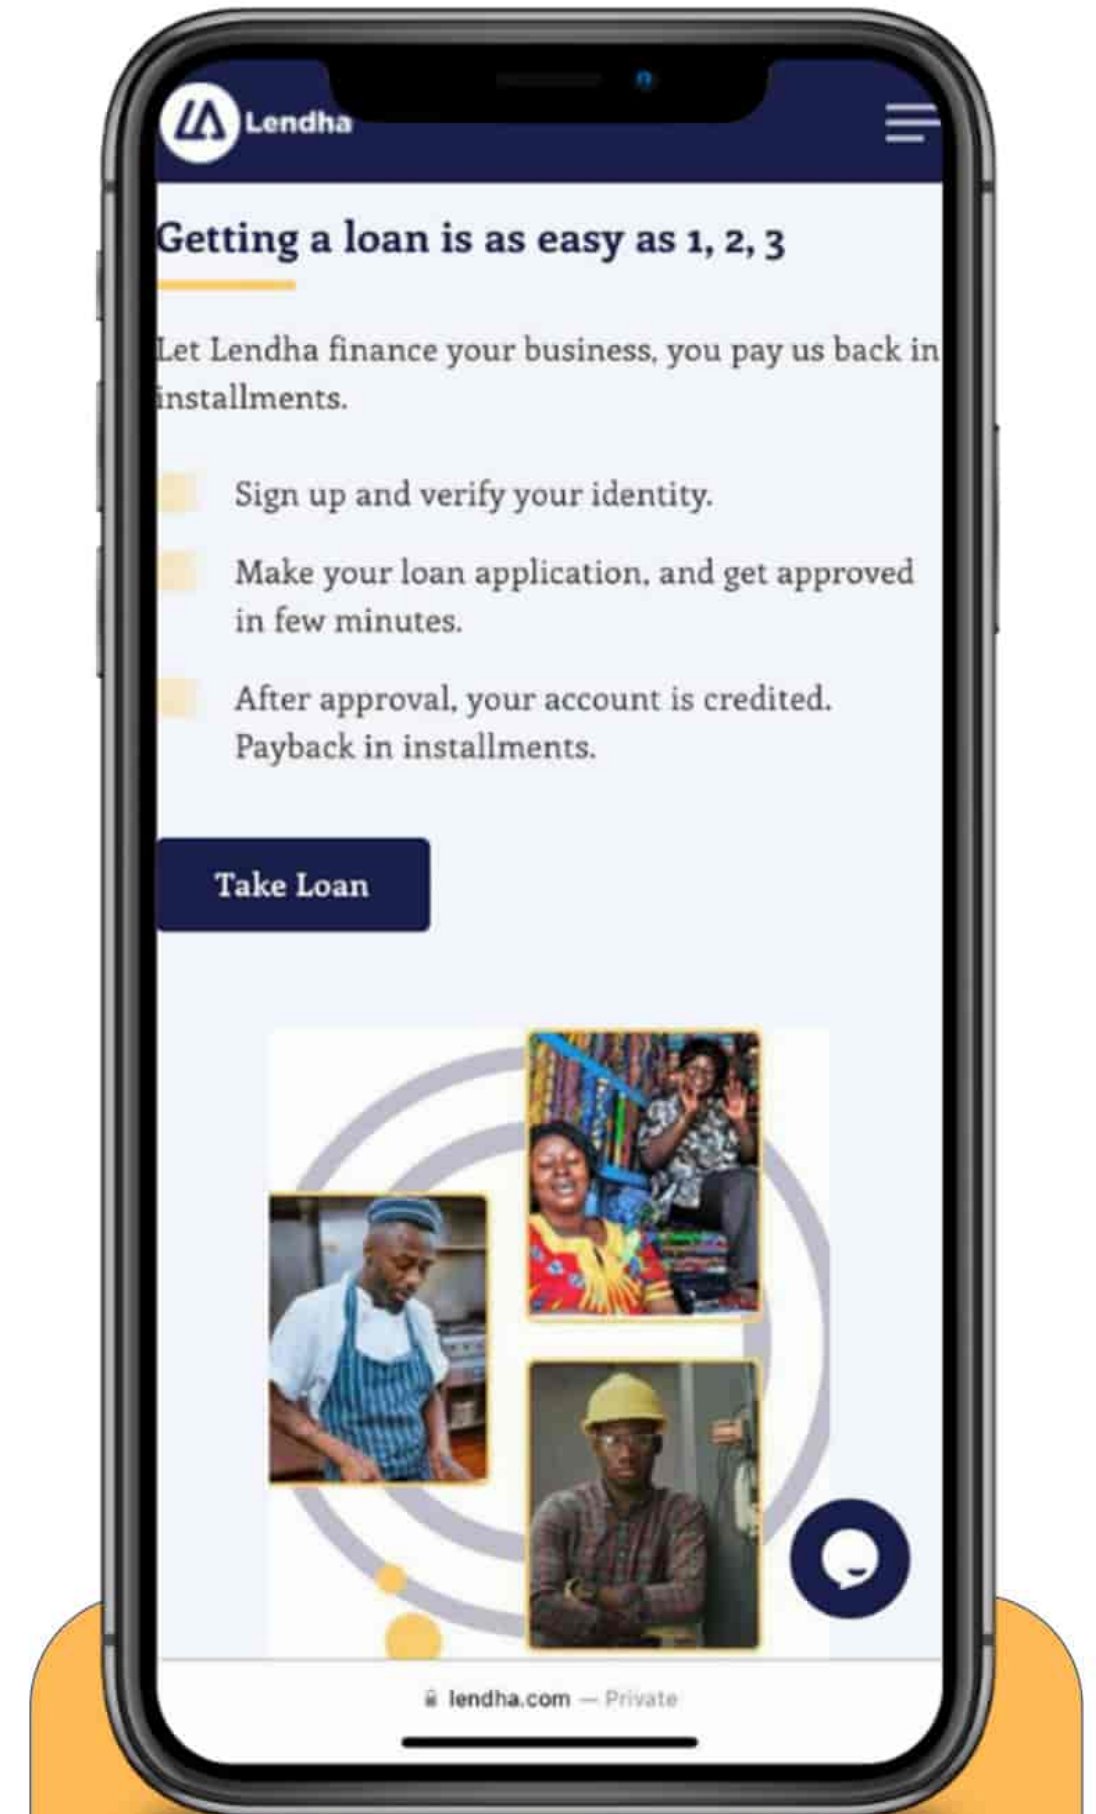 Lendha
Getting a loan is as easy as 1, 2, 3
Let Lendha finance your business, you pay us back in
installments.
Sign up and verify your identity.
Make your loan application, and get approved
in few minutes.
After approval, your account is credited.
Payback in installments.
Take Loan
lendha.com — Private